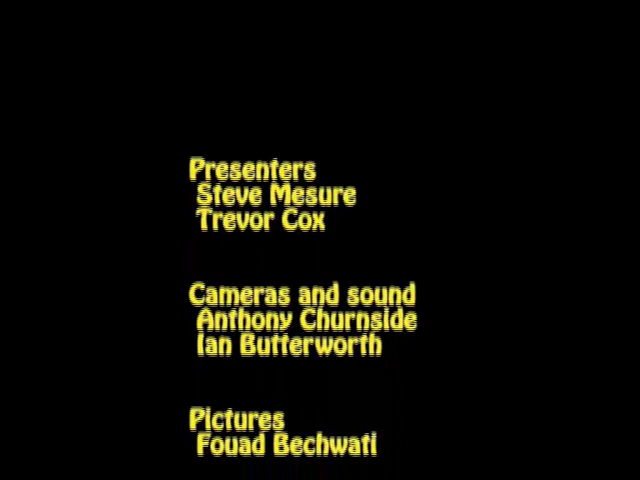 Presenters
Steve Mesure
Trevor Cox
Cameras and sound
Anthony Churnside
Ian Butterworth
Pictures
Fouad Bechwati